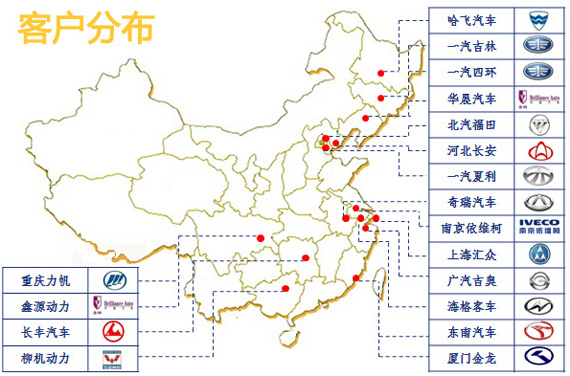 客户分布
哈飞汽车
一汽吉林
一汽四环
华晨汽车
Brilliance Auto
北汽福田
河北长安
一汽夏利
奇瑞汽车
南京依维柯
IVECO
南京依维柯
上海汇众
广汽吉奥
海格客车
东南汽车
厦门金龙
重庆力帆
鑫源动力
Brilliance Auto
长丰汽车
柳机动力